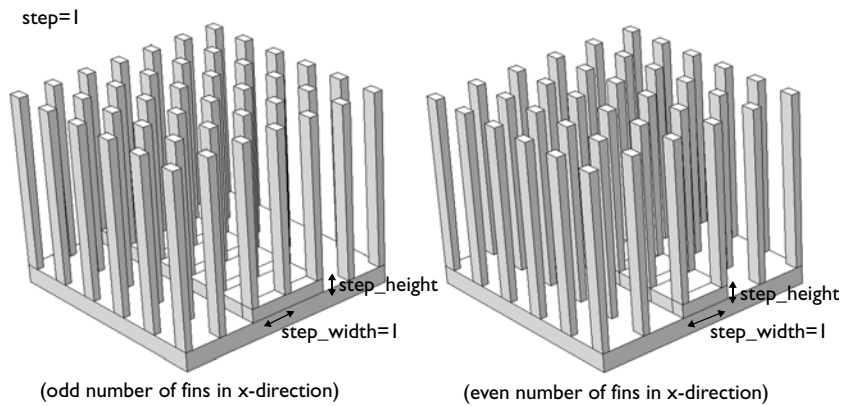 step=1
step_height
step_width=1
(odd number of fins in x-direction)
step_height
step_width=1
(even number of fins in x-direction)